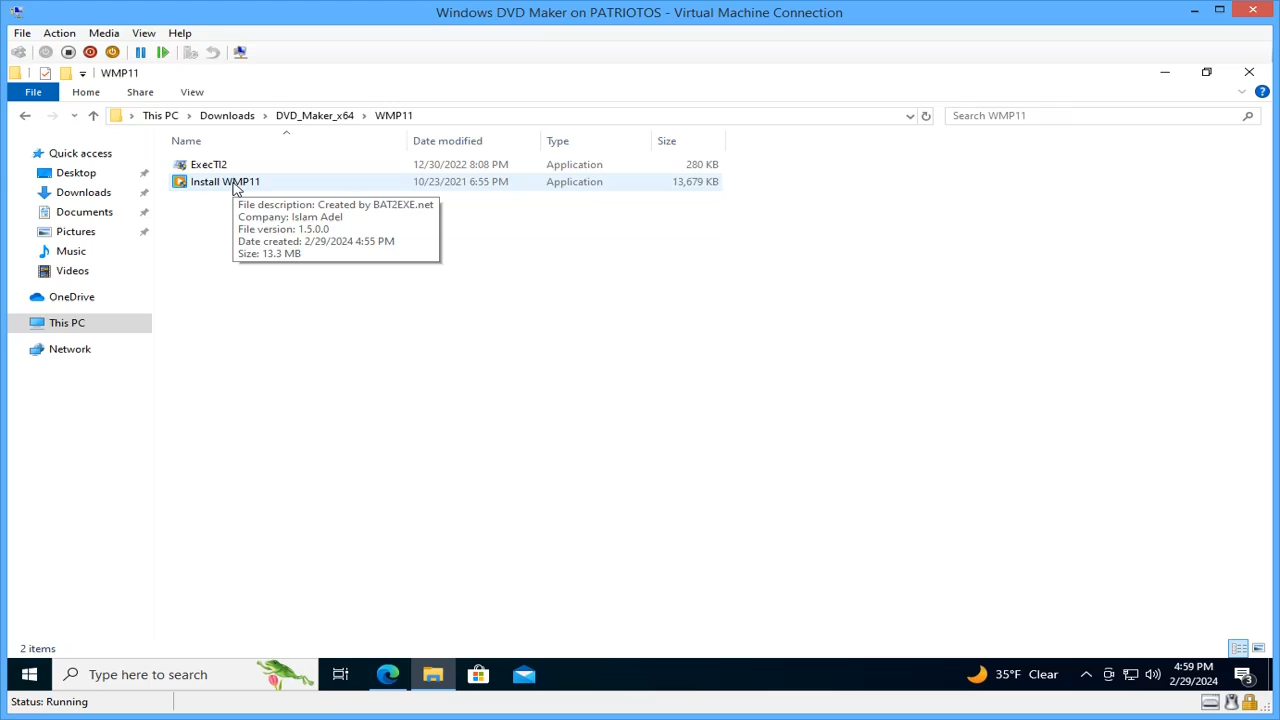 Windows DVD Maker on PATRIOTOS - Virtual Machine Connection
File Action Media View Help
WMP11
File Home Share View
This PC Downloads DVD_Maker_x64 WMP11
Search WMP11
Name Date modified Type Size
ExecTI2 12/30/2022 8:08 PM Application 280 KB
Install WMP11 10/23/2021 6:55 PM Application 13,679 KB
File description: Created by BAT2EXE.net
Company: Islam Adel
File version: 1.5.0.0
Date created: 2/29/2024 4:55 PM
Size: 13.3 MB
Quick access
Desktop
Downloads
Documents
Pictures
Music
Videos
OneDrive
This PC
Network
2 items
Type here to search
35°F Clear
4:59 PM
2/29/2024
3
Status: Running